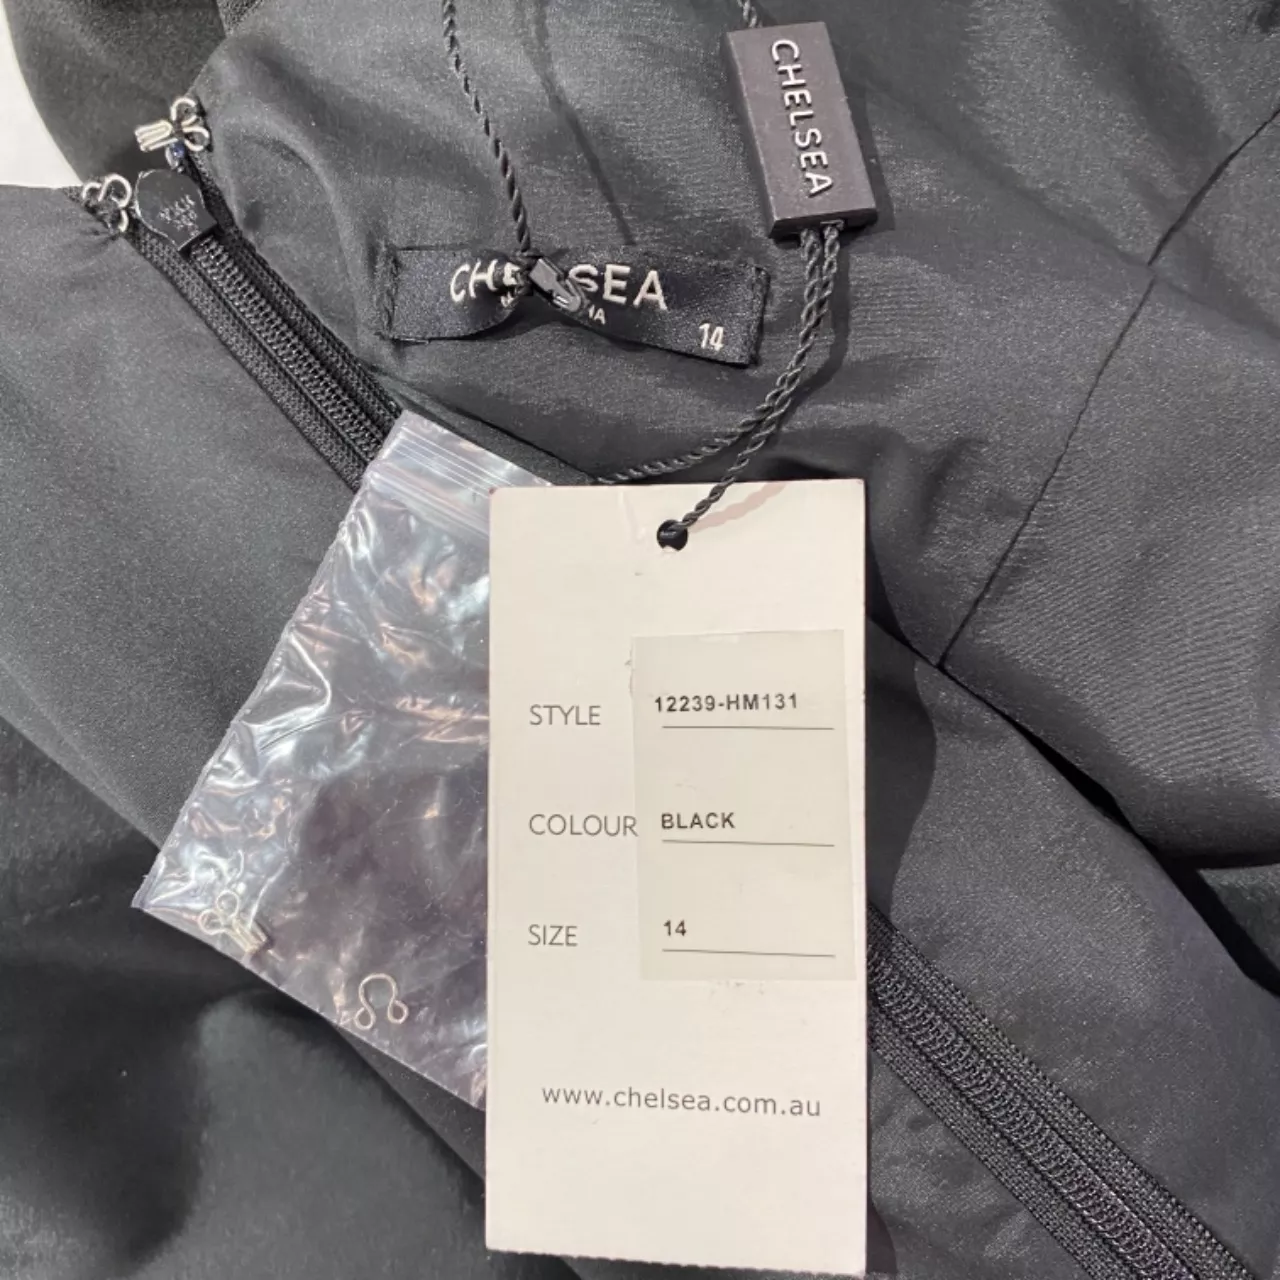 CHELSEA
CHELSEA
14
STYLE 12239-HM131
COLOUR BLACK
SIZE 14
www.chelsea.com.au